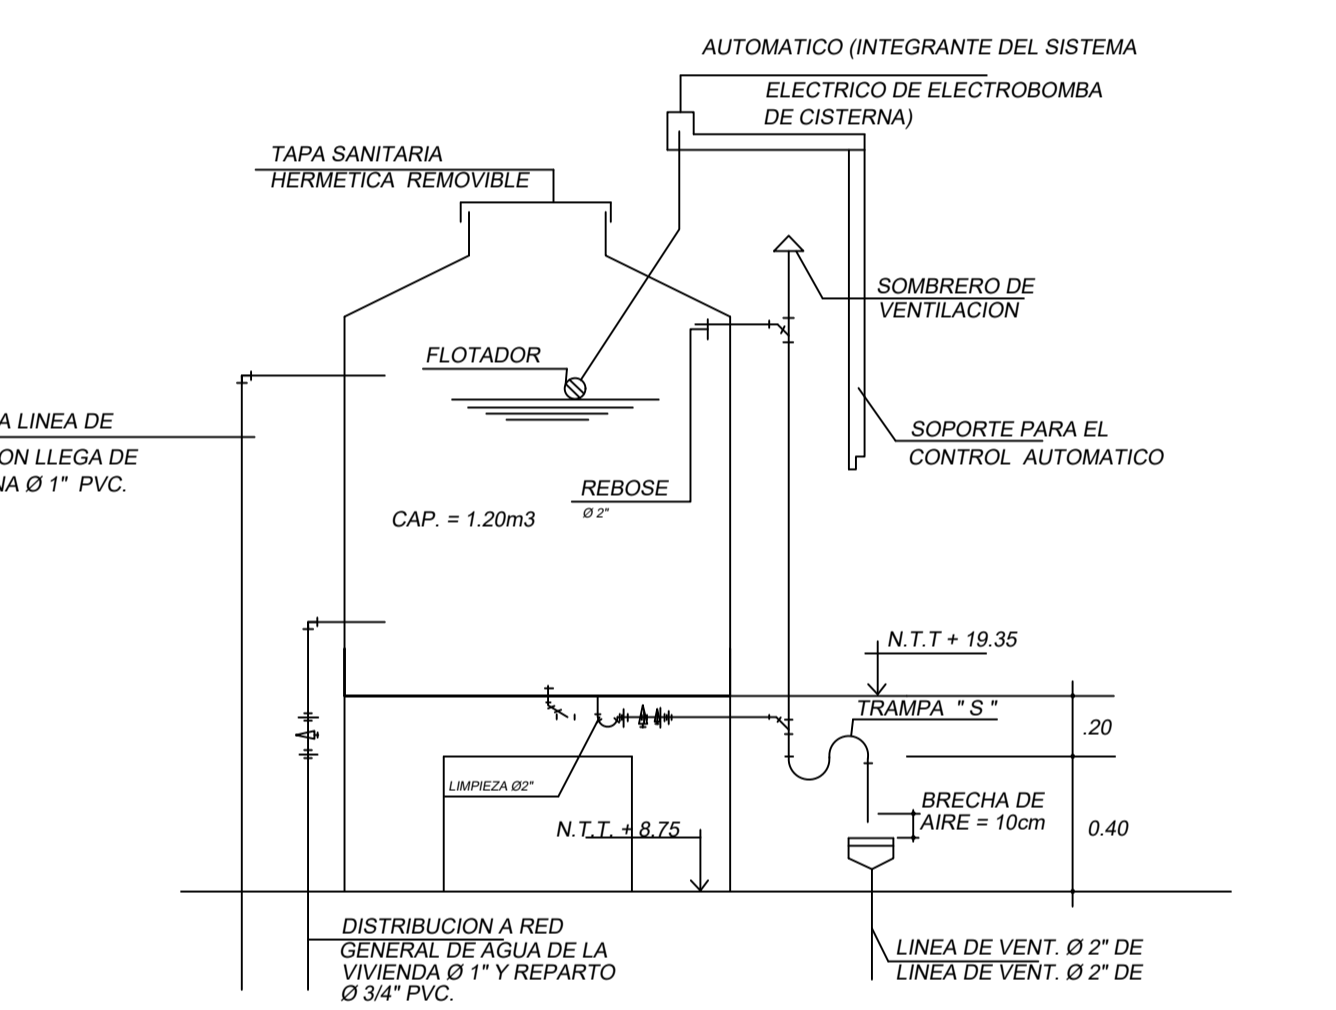 AUTOMATICO (INTEGRANTE DEL SISTEMA
ELECTRICO DE ELECTROBOMBA
DE CISTERNA)
TAPA SANITARIA
HERMETICA REMOVIBLE
SOMBRERO DE
VENTILACION
FLOTADOR
A LINEA DE
ON LLEGA DE
NA Ø 1" PVC.
SOPORTE PARA EL
CONTROL AUTOMATICO
REBOSE
Ø 2"
CAP. = 1.20m3
N.T.T + 19.35
TRAMPA " S "
.20
LIMPIEZA Ø2"
BRECHA DE
AIRE = 10cm
N.T.T. + 8.75
0.40
DISTRIBUCION A RED
GENERAL DE AGUA DE LA
VIVIENDA Ø 1" Y REPARTO
Ø 3/4" PVC.
LINEA DE VENT. Ø 2" DE
LINEA DE VENT. Ø 2" DE